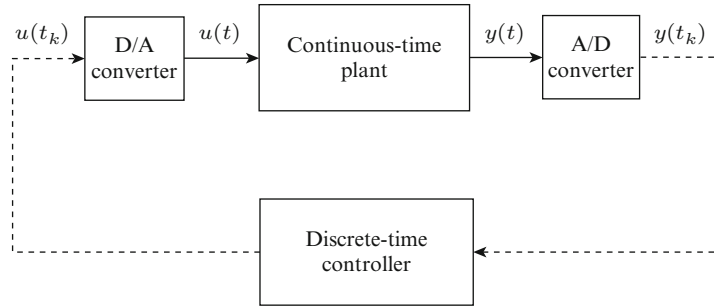 u(t_k)
D/A
converter
u(t)
Continuous-time
plant
y(t)
A/D
converter
y(t_k)
Discrete-time
controller